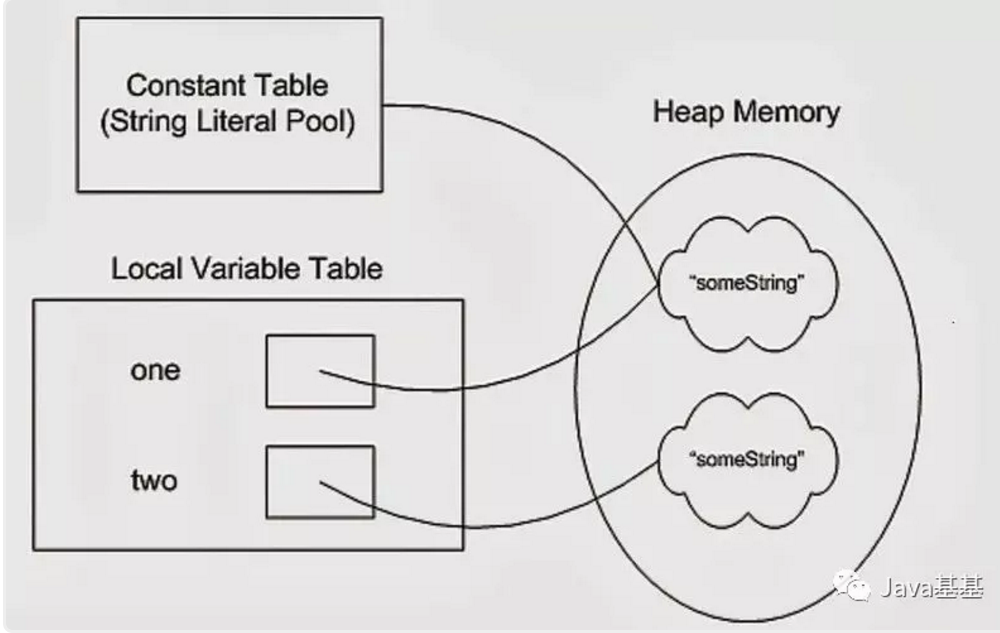 Constant Table
(String Literal Pool)
Heap Memory
"someString"
Local Variable Table
one
two
"someString"
Java基基